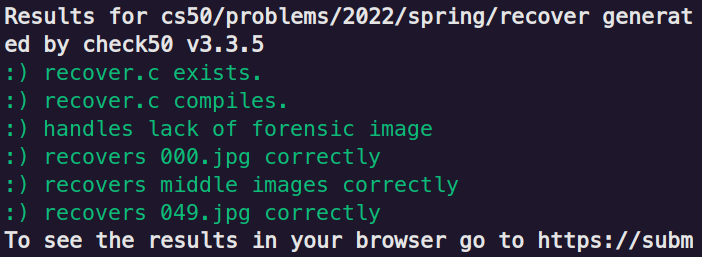 Results for cs50/problems/2022/spring/recover generat
ed by check50 v3.3.5
:) recover.c exists.
:) recover.c compiles.
:) handles lack of forensic image
:) recovers 000.jpg correctly
:) recovers middle images correctly
:) recovers 049.jpg correctly
To see the results in your browser go to https://subm